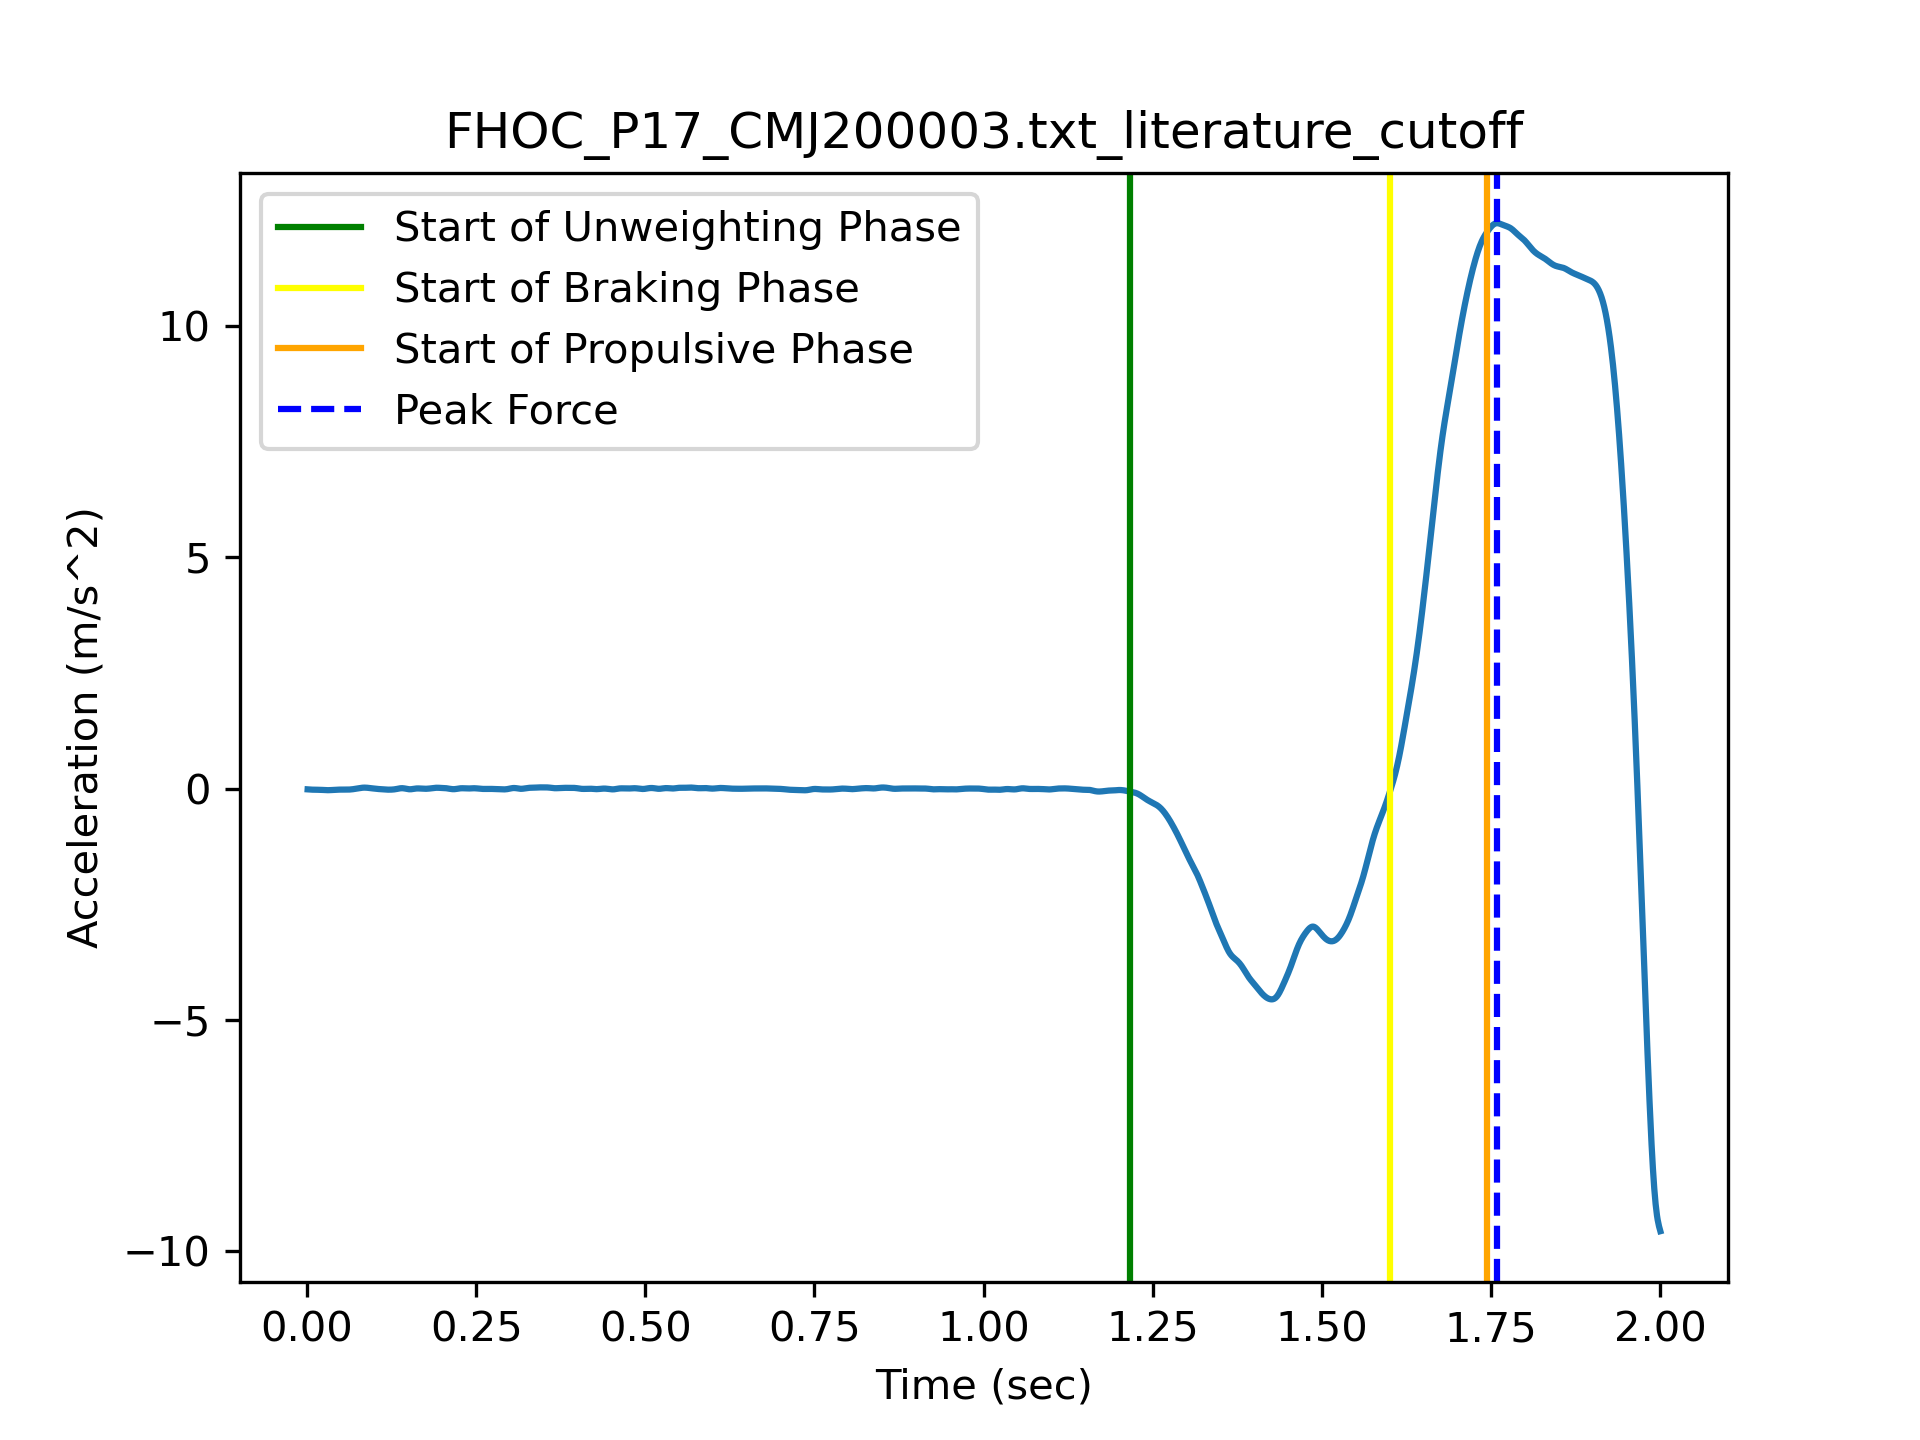 FHOC_P17_CMJ200003.txt_literature_cutoff
Start of Unweighting Phase
Start of Braking Phase
Start of Propulsive Phase
Peak Force
Acceleration (m/s^2)
10
5
0
−5
−10
0.00 0.25 0.50 0.75 1.00 1.25 1.50 1.75 2.00
Time (sec)